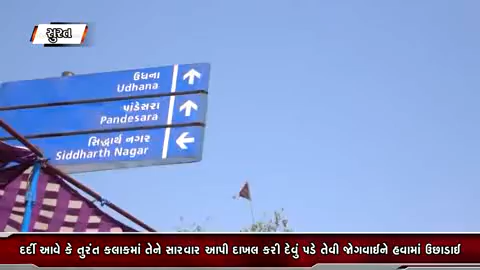 સુરત
ઉધના
Udhana
પાંડેસરા
Pandesara
સિદ્ધાર્થ નગર
Siddharth Nagar
દર્દી આવે કે તુરંત કલાકમાં તેને સારવાર આપી દાખલ કરી દેવું પડે તેવી જોગવાઈને હવામાં ઉછાડાઈ